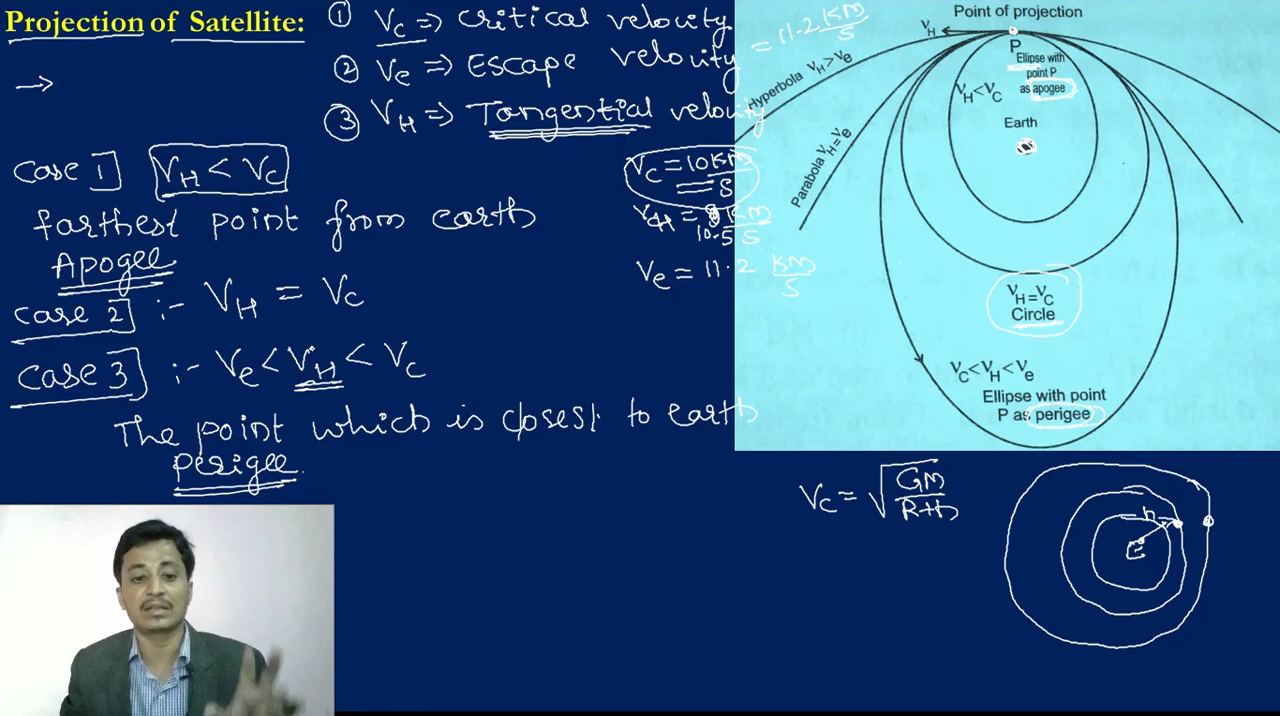 Projection of Satellite:
→
① Vc => Critical velocity
② Ve => Escape velocity
③ VH => Tangential velocity
= 11.2 KM/S
Case 1] VH < Vc
farthest point from earth
Apogee
Case 2] :- VH = Vc
Case 3] :- Ve < VH < Vc
The point which is closest to earth
Perigee
Vc = 10 KM/S
VH = 10.5 KM/S
Ve = 11.2 KM/S
Point of projection
vH
P
Ellipse with
point P
as apogee
vH<vC
Earth
Hyperbola vH>ve
Parabola vH=ve
vH=vC
Circle
vC<vH<ve
Ellipse with point
P as perigee
Vc = √GM/R+h
h
E